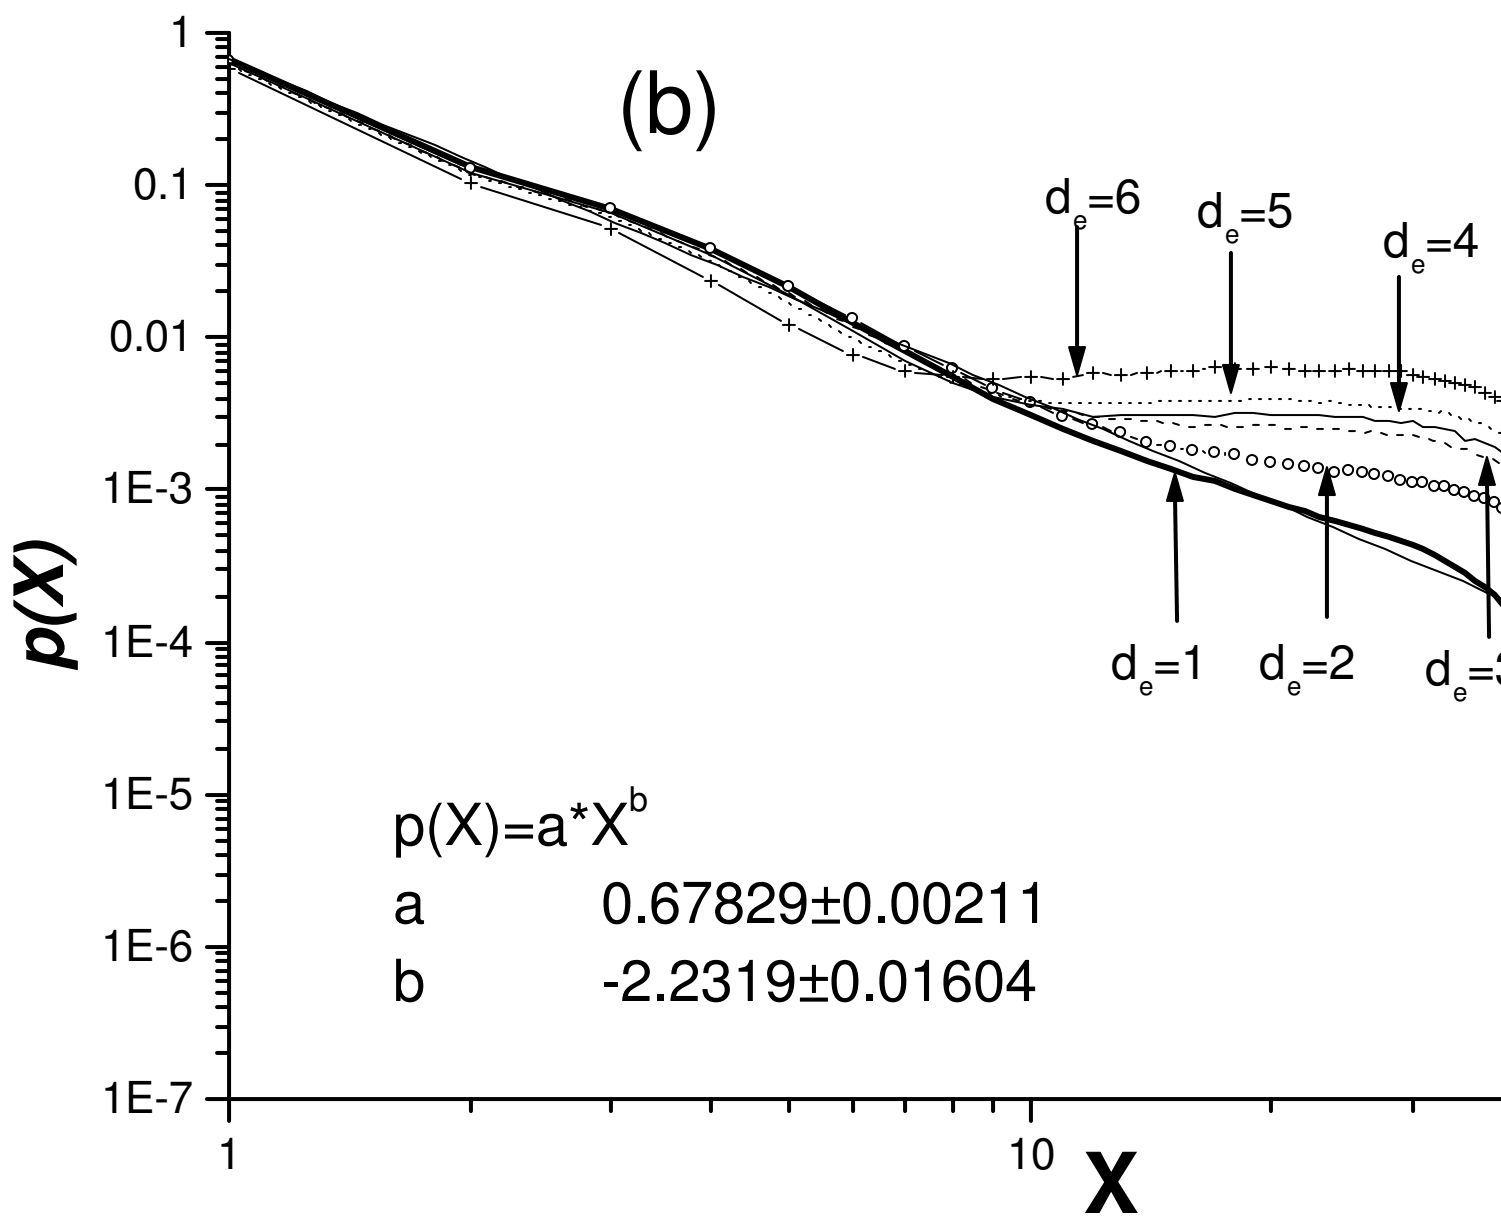 1
(b)
0.1
d_e=6
d_e=5
d_e=4
0.01
1E-3
p(X)
1E-4
d_e=1
d_e=2
d_e=
1E-5
p(X)=a*X^b
a 0.67829±0.00211
1E-6
b -2.2319±0.01604
1E-7
1
10
X